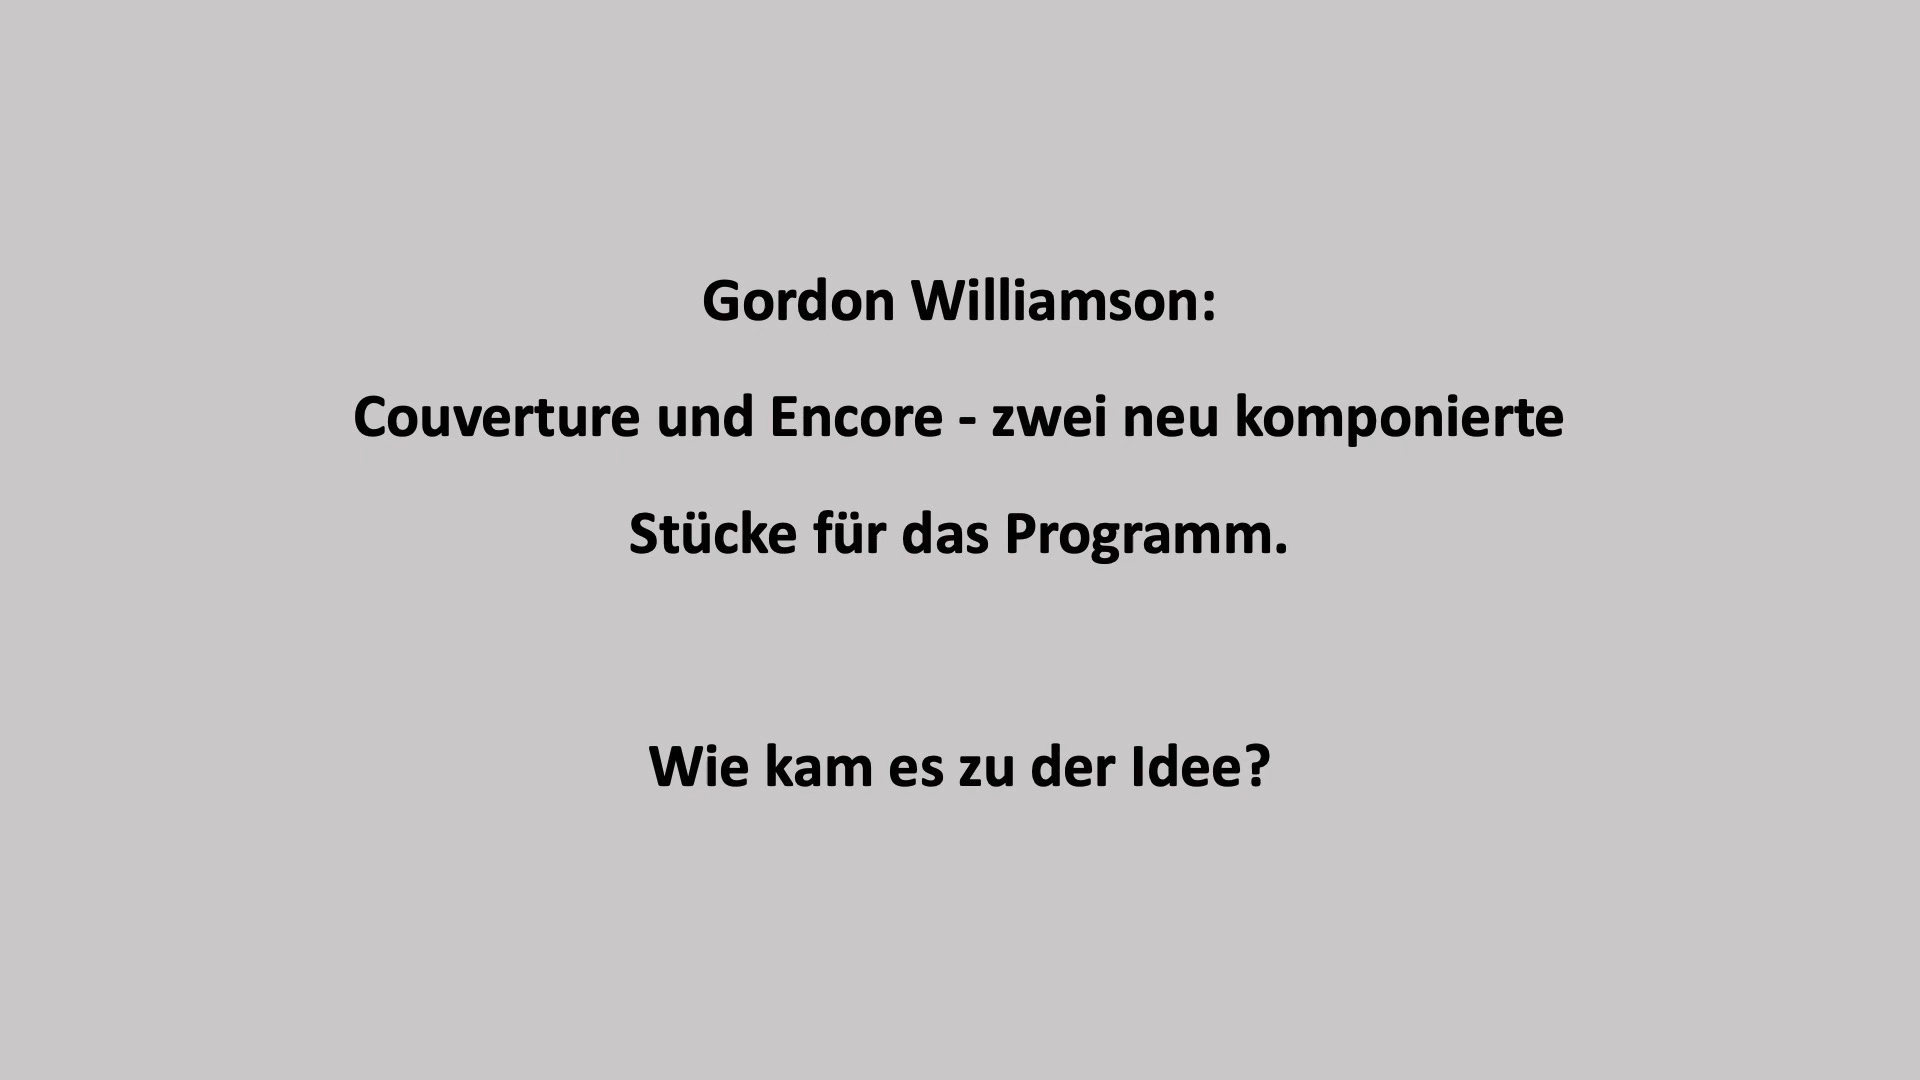 Gordon Williamson:
Couverture und Encore - zwei neu komponierte
Stücke für das Programm.
Wie kam es zu der Idee?